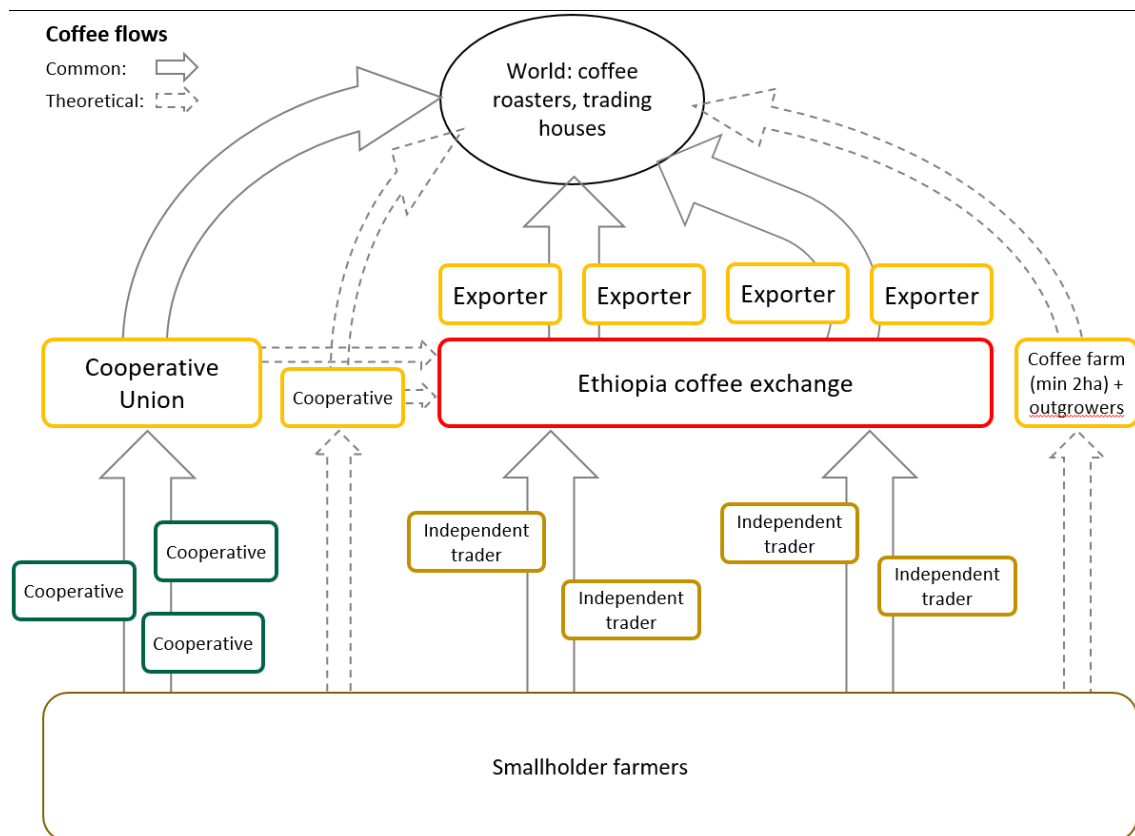 Coffee flows
Common:
Theoretical:
World: coffee
roasters, trading
houses
Exporter
Exporter
Exporter
Exporter
Cooperative
Union
Cooperative
Ethiopia coffee exchange
Coffee farm
(min 2ha) +
outgrowers
Cooperative
Cooperative
Cooperative
Independent
trader
Independent
trader
Independent
trader
Independent
trader
Smallholder farmers